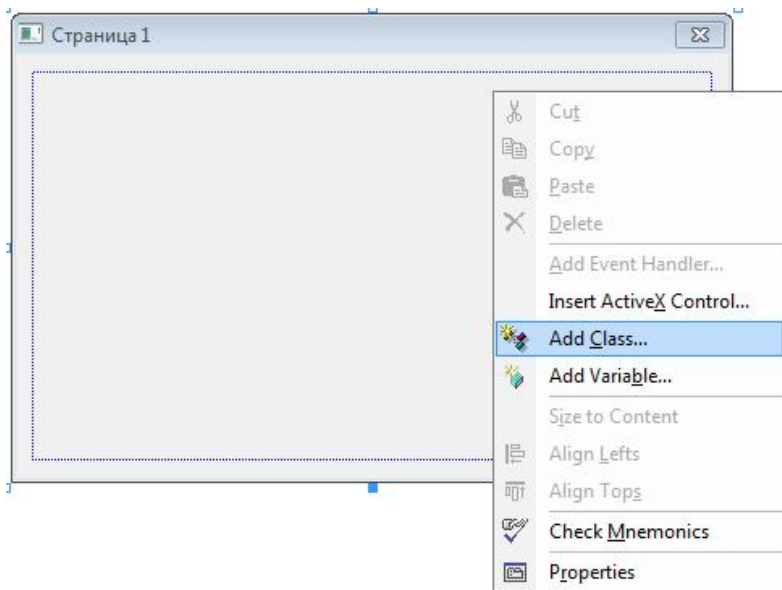 Страница 1
Cut
Copy
Paste
Delete
Add Event Handler...
Insert ActiveX Control...
Add Class...
Add Variable...
Size to Content
Align Lefts
Align Tops
Check Mnemonics
Properties